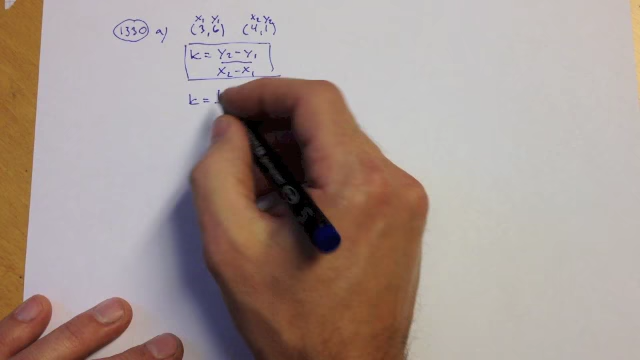 1330 a) x₁ y₁ x₂ y₂
(3,6) (4,1)
k = y₂-y₁ / x₂-x₁
k =